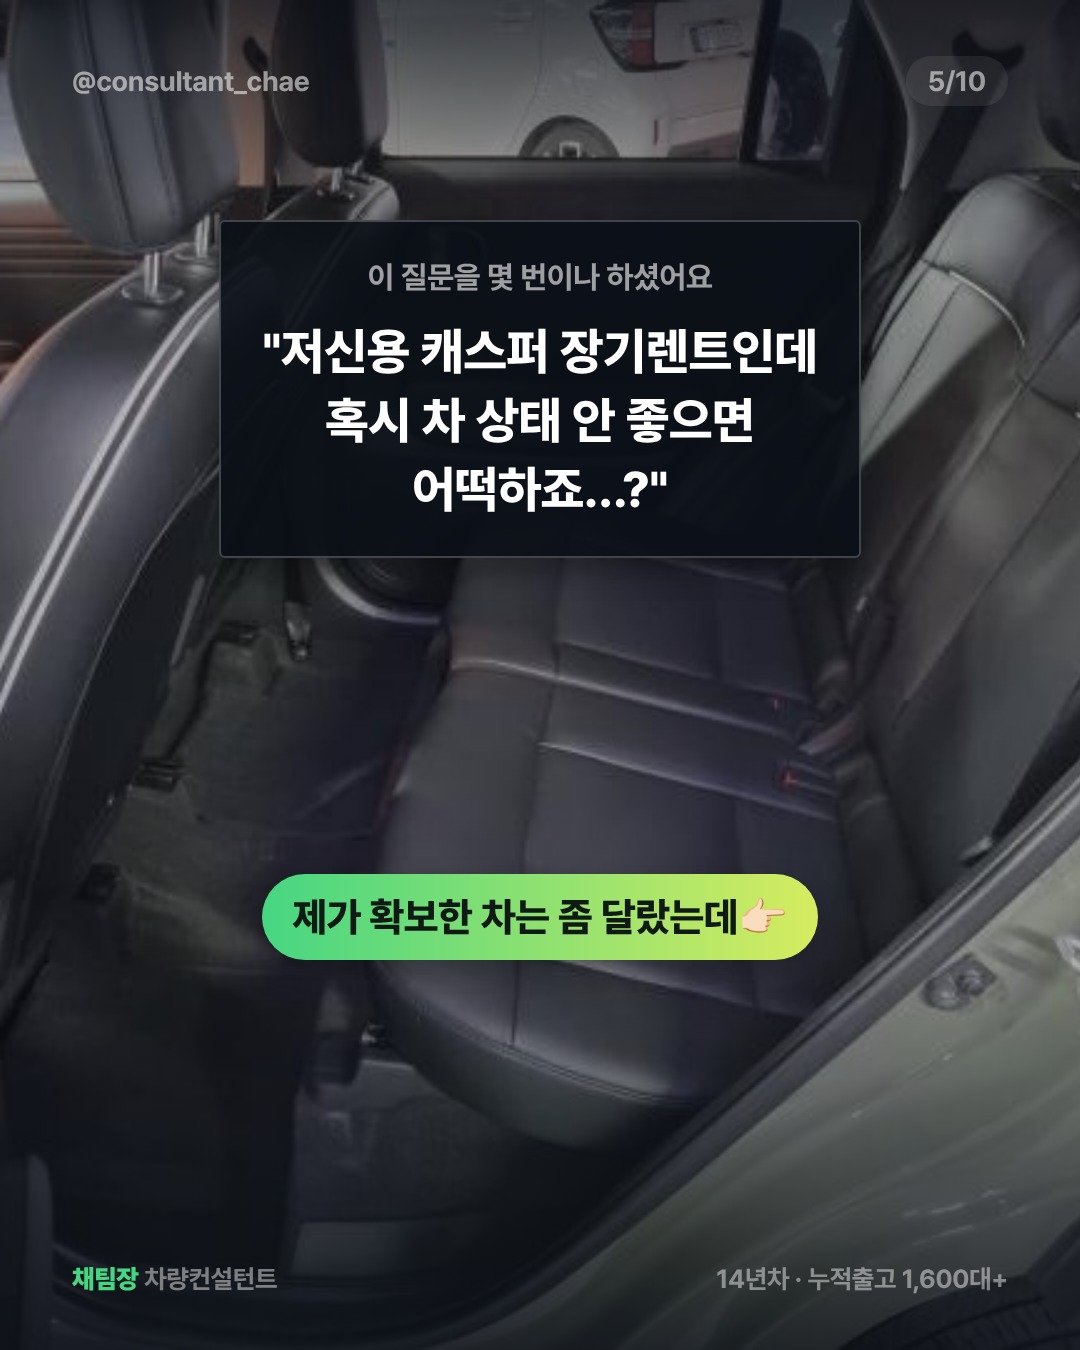 @consultant_chae
5/10
이 질문을 몇 번이나 하셨어요
"저신용 캐스퍼 장기렌트인데
혹시 차 상태 안 좋으면
어떡하죠...?"
제가 확보한 차는 좀 달랐는데👉🏻
채팀장 차량컨설턴트
14년차 · 누적출고 1,600대+